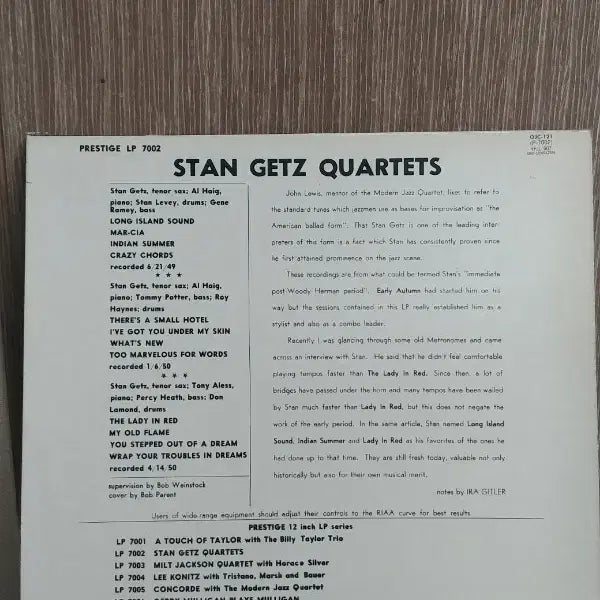 PRESTIGE LP 7002
OJC-121
(P-7002)
STAN GETZ QUARTETS
Stan Getz, tenor sax; Al Haig,
piano; Stan Levey, drums; Gene
Ramey, bass
LONG ISLAND SOUND
MAR-CIA
INDIAN SUMMER
CRAZY CHORDS
recorded 6/21/49
* * *
Stan Getz, tenor sax; Al Haig,
piano; Tommy Potter, bass; Roy
Haynes; drums
THERE'S A SMALL HOTEL
I'VE GOT YOU UNDER MY SKIN
WHAT'S NEW
TOO MARVELOUS FOR WORDS
recorded 1/6/50
* * *
Stan Getz, tenor sax; Tony Aless,
piano; Percy Heath, bass; Don
Lamond, drums
THE LADY IN RED
MY OLD FLAME
YOU STEPPED OUT OF A DREAM
WRAP YOUR TROUBLES IN DREAMS
recorded 4/14/50
supervision by Bob Weinstock
cover by Bob Parent
John Lewis, mentor of the Modern Jazz Quartet, likes to refer to
the standard tunes which jazzmen use as bases for improvisation as "the
American ballad form". That Stan Getz is one of the leading inter-
preters of this form is a fact which Stan has consistently proven since
he first attained prominence on the jazz scene.
These recordings are from what could be termed Stan's "immediate
post-Woody Herman period". Early Autumn had started him on his
way but the sessions contained in this LP really established him as a
stylist and also as a combo leader.
Recently I was glancing through some old Metronomes and came
across an interview with Stan. He said that he didn't feel comfortable
playing tempos faster than The Lady In Red. Since then, a lot of
bridges have passed under the horn and many tempos have been wailed
by Stan much faster than Lady In Red, but this does not negate the
work of the early period. In the same article, Stan named Long Island
Sound, Indian Summer and Lady In Red as his favorites of the ones he
had done up to that time. They are still fresh today, valuable not only
historically but also for their own musical merit.
notes by IRA GITLER
Users of wide-range equipment should adjust their controls to the RIAA curve for best results
PRESTIGE 12 inch LP series
LP 7001 A TOUCH OF TAYLOR with The Billy Taylor Trio
LP 7002 STAN GETZ QUARTETS
LP 7003 MILT JACKSON QUARTET with Horace Silver
LP 7004 LEE KONITZ with Tristano, Marsh and Bauer
LP 7005 CONCORDE with The Modern Jazz Quartet
GERRY MULLIGAN PLAYS MULLIGAN